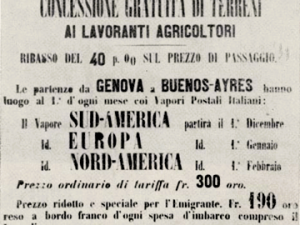 CONCESSIONE GRATUITA DI TERRENI
AI LAVORANTI AGRICOLTORI
RIBASSO DEL 40 p. 0/0 SUL PREZZO DI PASSAGGIO.
Le partenze da GENOVA a BUENOS-AYRES hanno
luogo al 1.° d'ogni mese coi Vapori Postali Italiani:
Il Vapore SUD-AMERICA partirà il 1.° Dicembre
Id. EUROPA Id. 1.° Gennaio
Id. NORD-AMERICA Id. 1.° Febbraio
Prezzo ordinario di tariffa fr. 300 oro.
Prezzo ridotto e speciale per l'Emigrante. Fr. 190 oro
reso a bordo franco d'ogni spesa d'imbarco compreso il